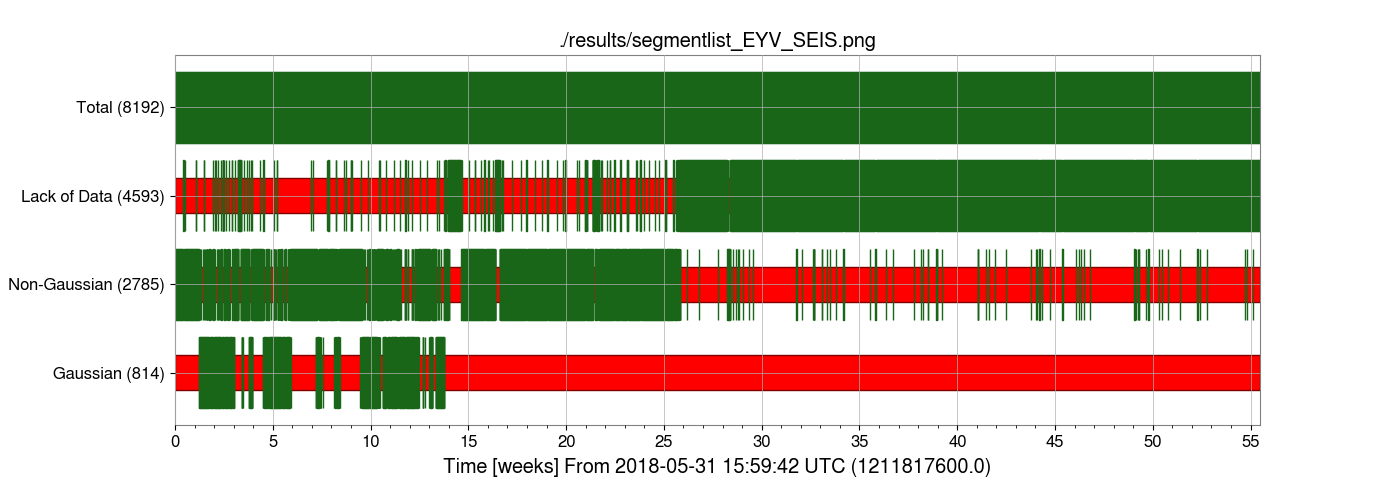 ./results/segmentlist_EYV_SEIS.png
Total (8192)
Lack of Data (4593)
Non-Gaussian (2785)
Gaussian (814)
0 5 10 15 20 25 30 35 40 45 50 55
Time [weeks] From 2018-05-31 15:59:42 UTC (1211817600.0)